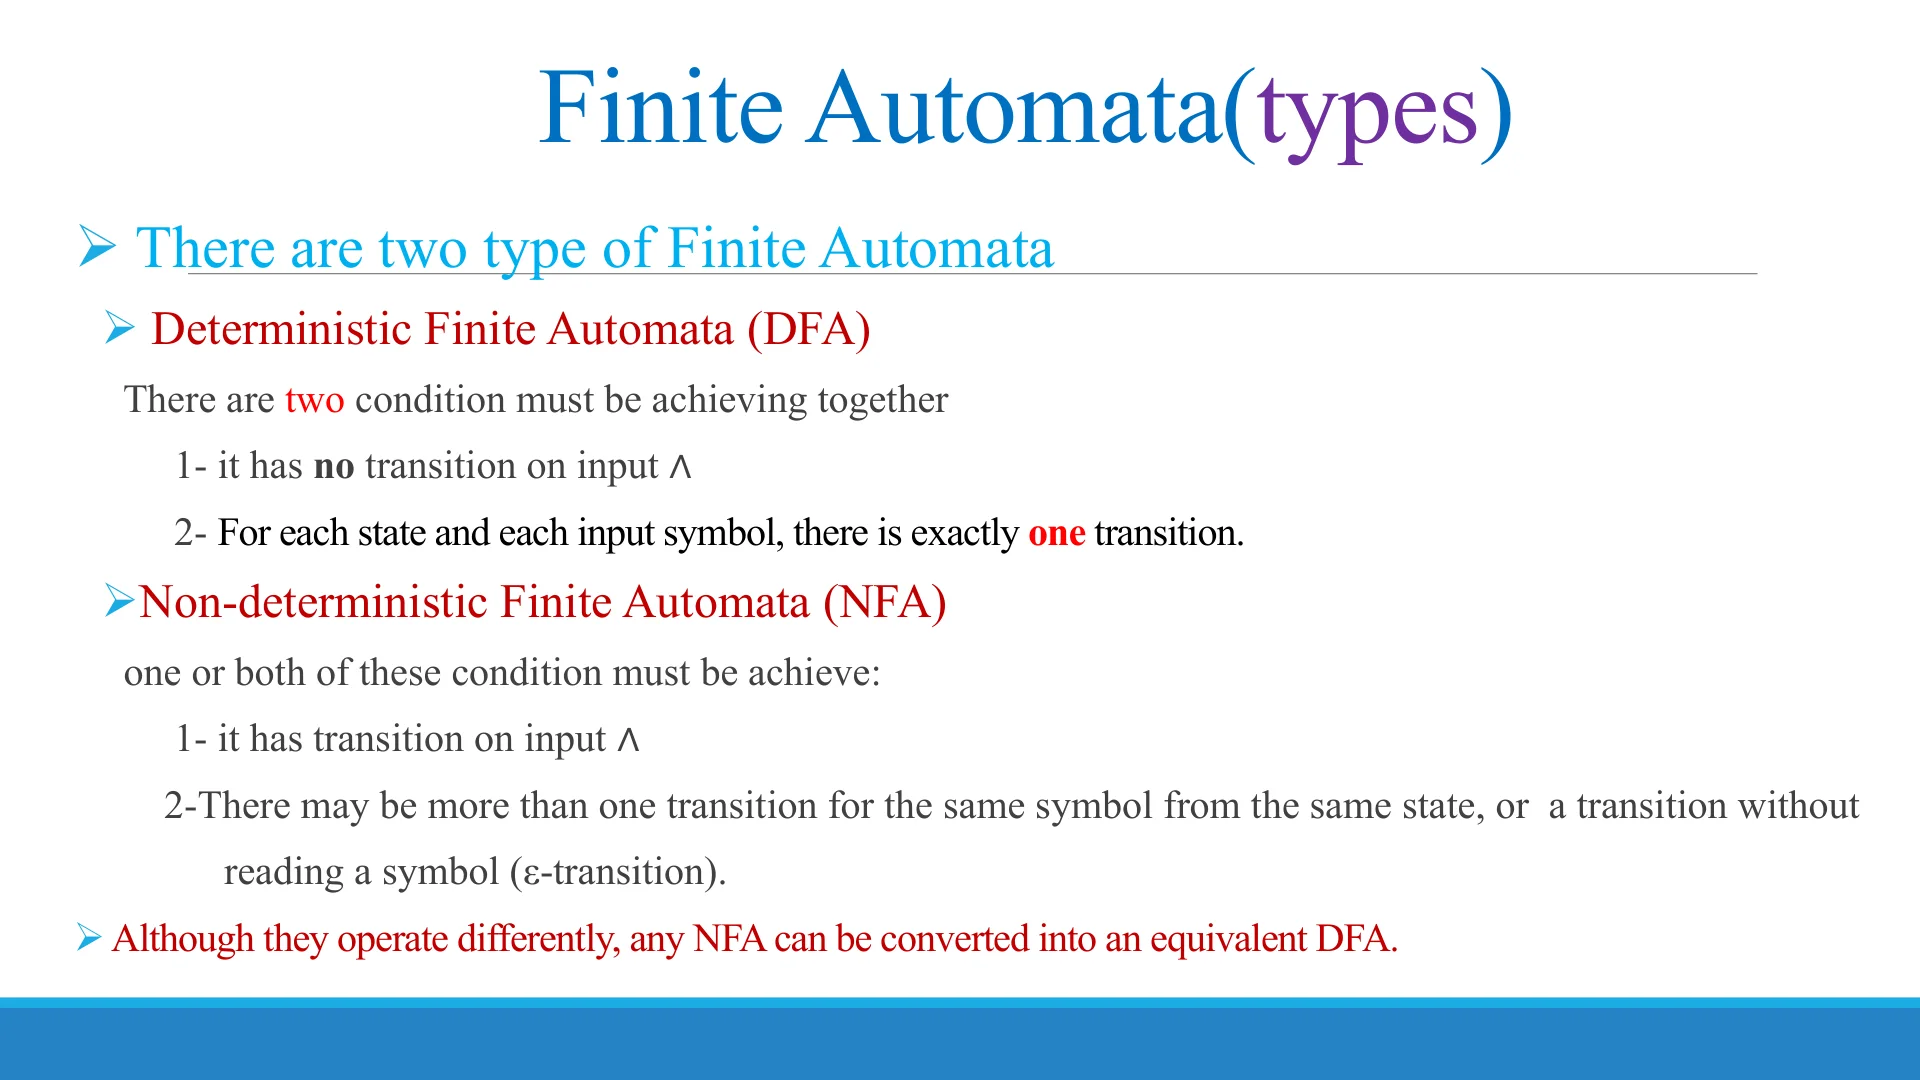 Finite Automata(types)
➢ There are two type of Finite Automata
➢ Deterministic Finite Automata (DFA)
There are two condition must be achieving together
1- it has no transition on input Λ
2- For each state and each input symbol, there is exactly one transition.
➢Non-deterministic Finite Automata (NFA)
one or both of these condition must be achieve:
1- it has transition on input Λ
2-There may be more than one transition for the same symbol from the same state, or  a transition without
reading a symbol (ε-transition).
➢ Although they operate differently, any NFA can be converted into an equivalent DFA.